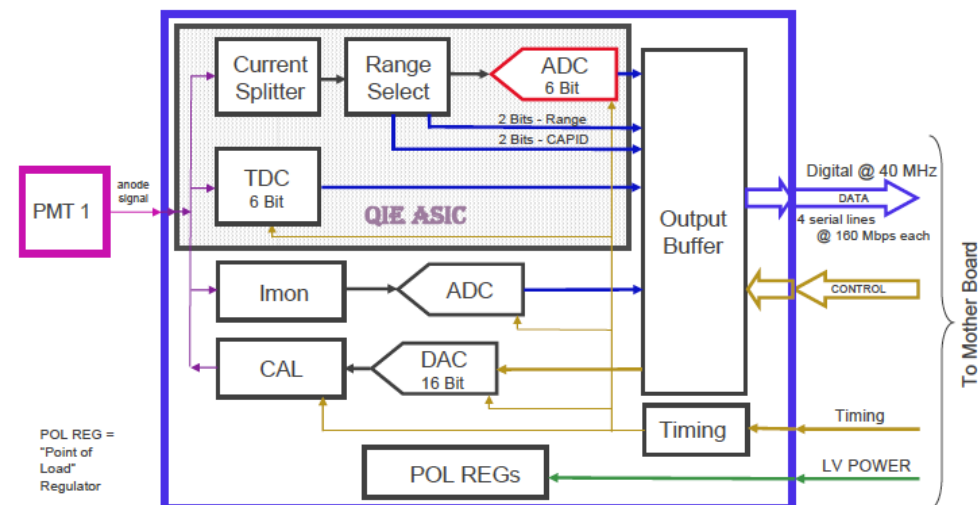 Current
Splitter
Range
Select
ADC
6 Bit
2 Bits - Range
2 Bits - CAPID
TDC
6 Bit
QIE ASIC
PMT 1
anode
signal
Output
Buffer
Digital @ 40 MHz
DATA
4 serial lines
@ 160 Mbps each
CONTROL
To Mother Board
Imon
ADC
CAL
DAC
16 Bit
Timing
Timing
POL REG =
"Point of
Load"
Regulator
POL REGs
LV POWER